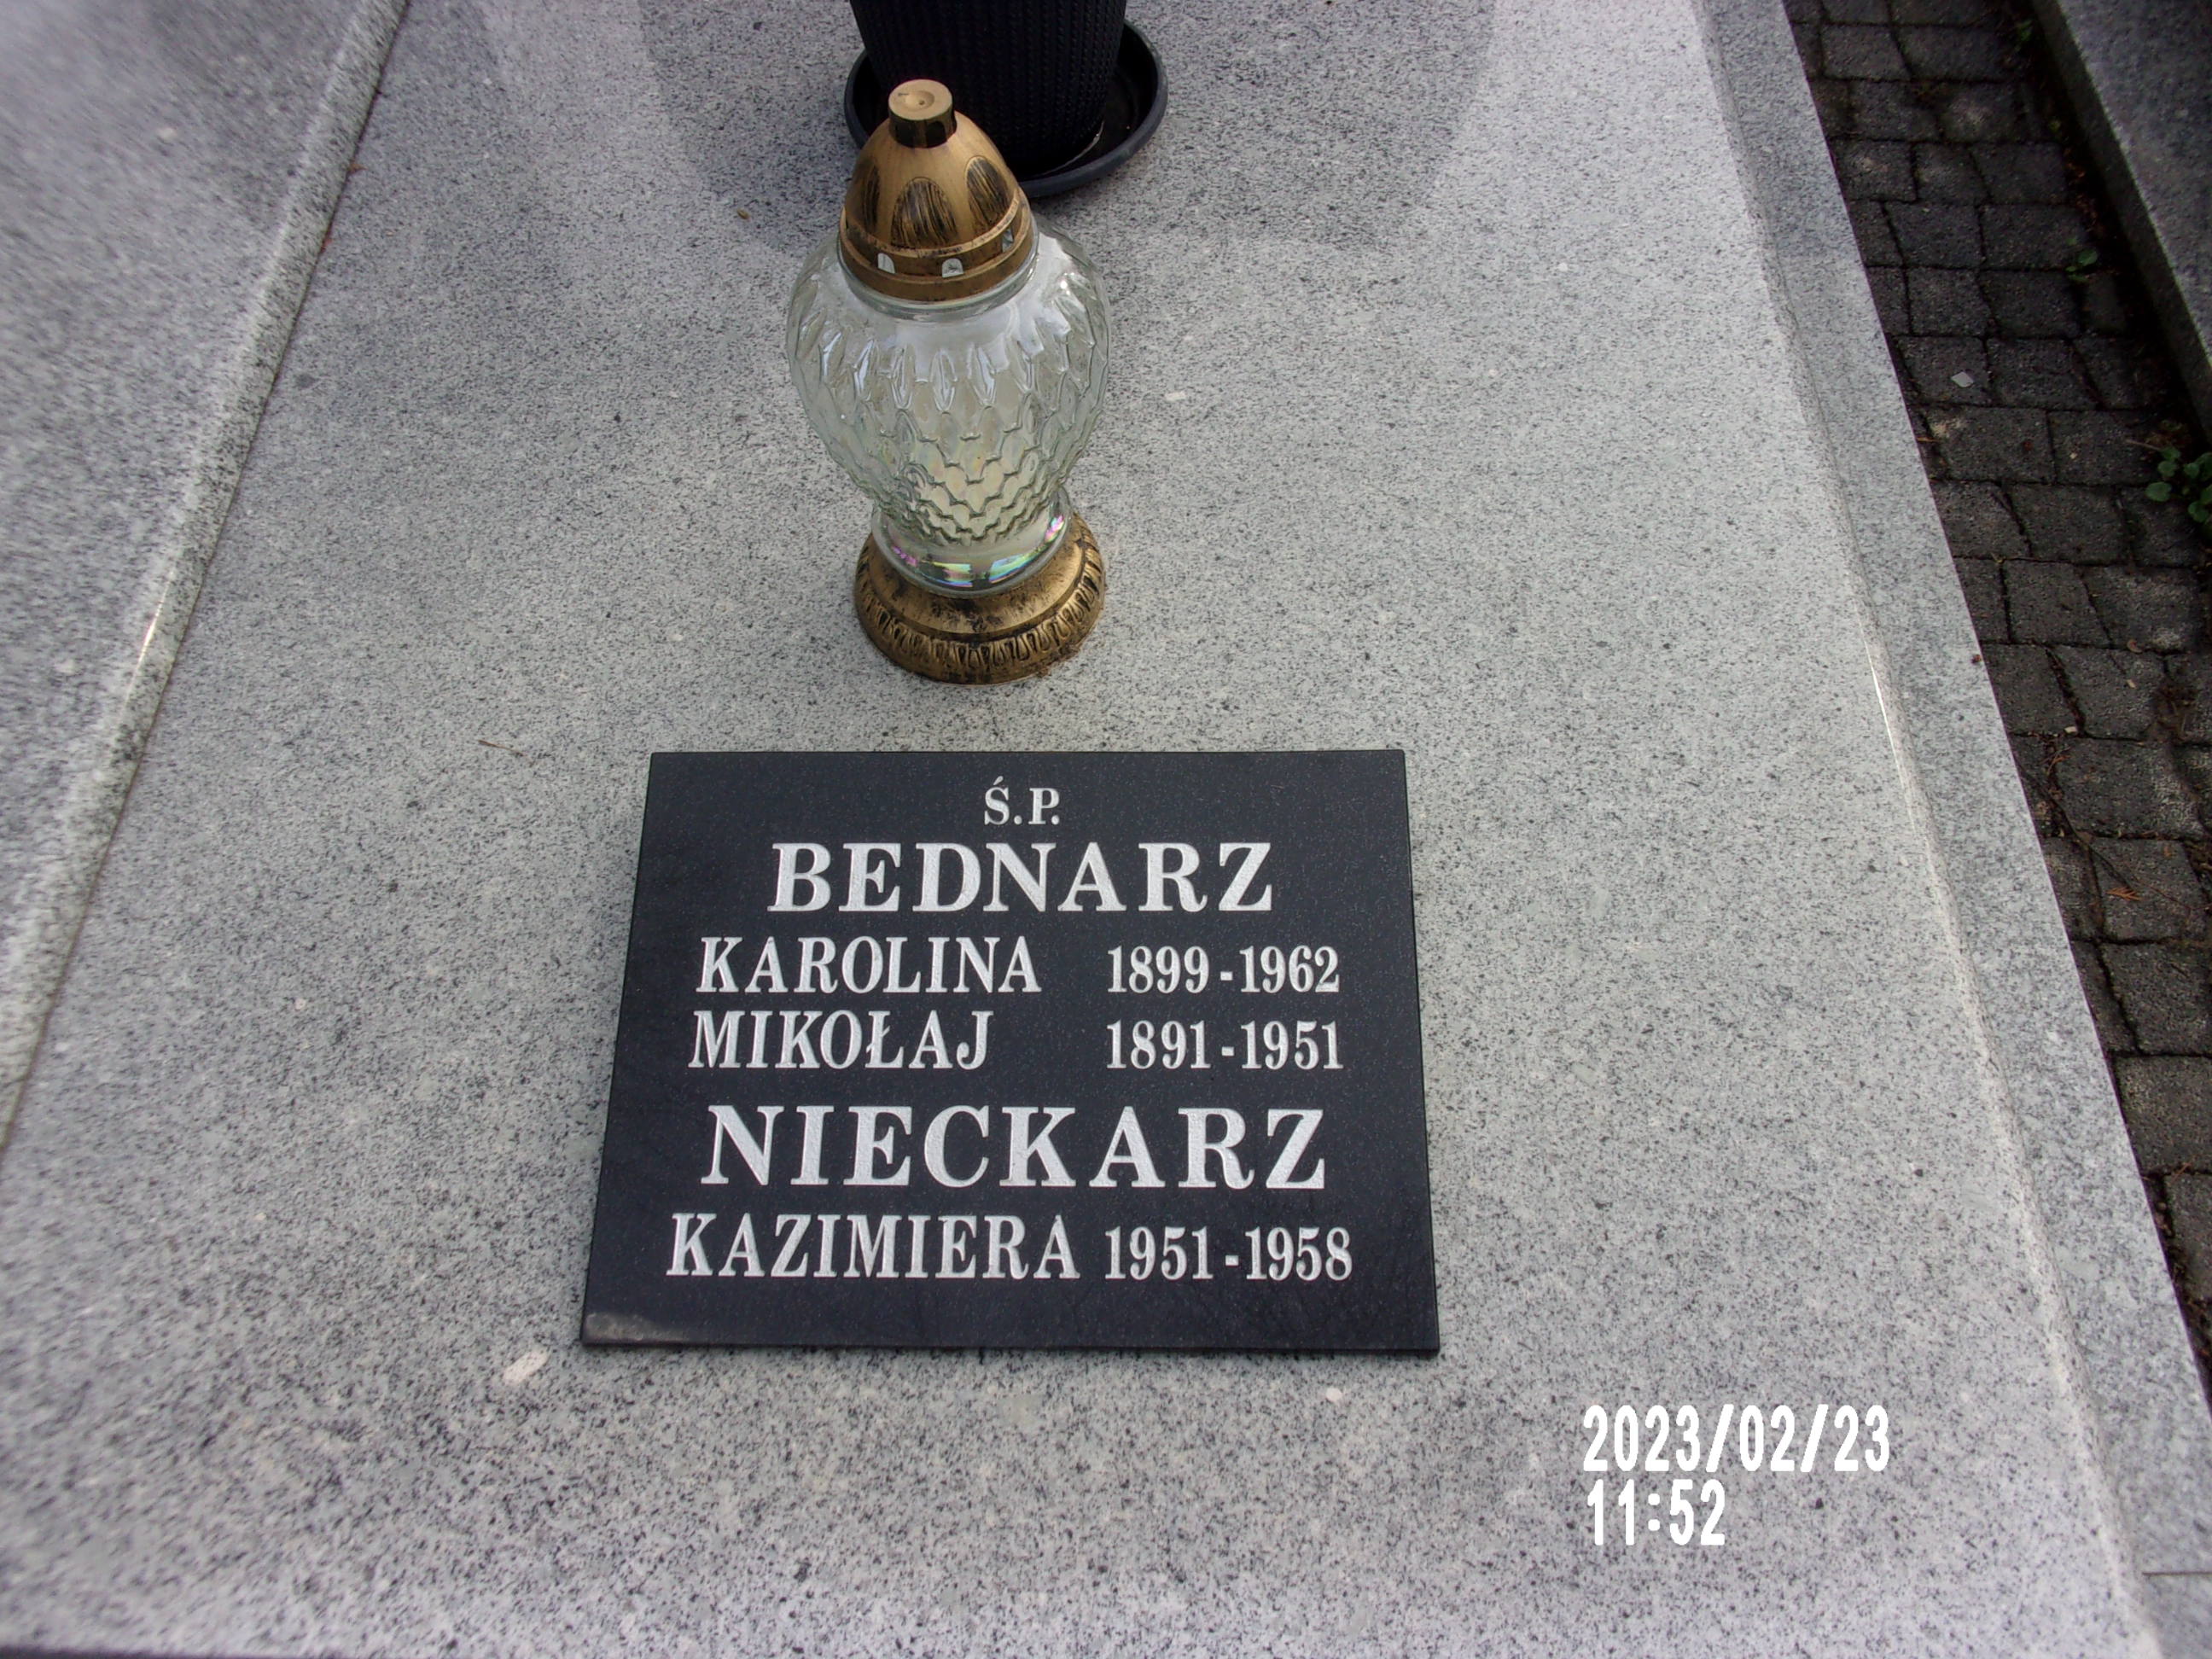 Ś.P.
BEDNARZ
KAROLINA 1899-1962
MIKOŁAJ 1891-1951
NIECKARZ
KAZIMIERA 1951-1958
2023/02/23
11:52